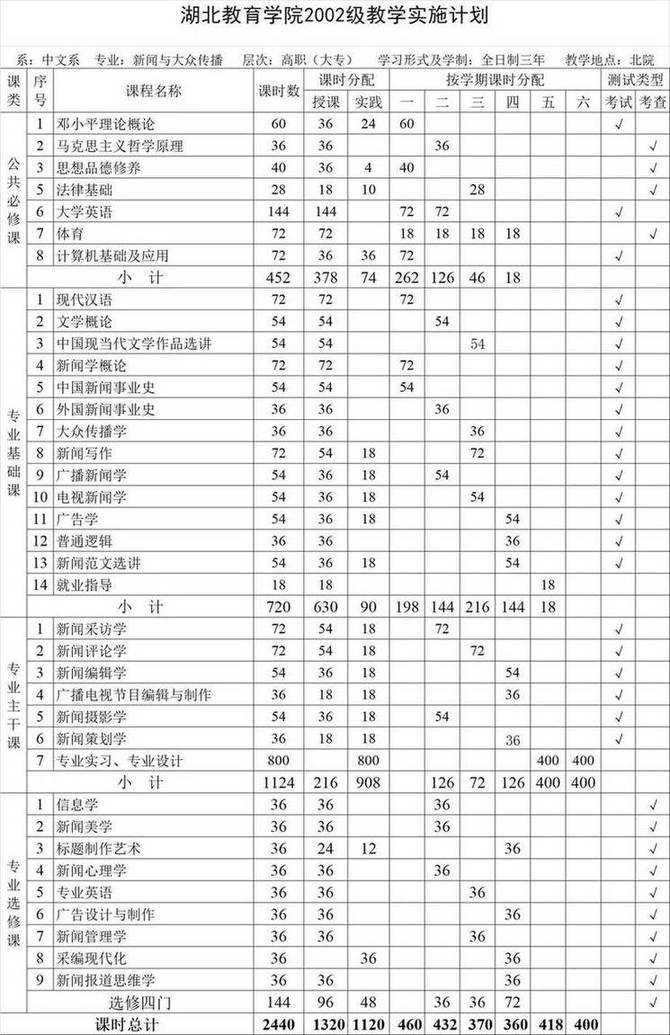 湖北教育学院2002级教学实施计划
系：中文系 专业：新闻与大众传播 层次：高职（大专） 学习形式及学制：全日制三年 教学地点：北院
课类 序号 课程名称 课时数 课时分配 按学期课时分配 测试类型
授课 实践 一 二 三 四 五 六 考试 考查
公共必修课
1 邓小平理论概论 60 36 24 60 √
2 马克思主义哲学原理 36 36 36 √
3 思想品德修养 40 36 4 40 √
5 法律基础 28 18 10 28 √
6 大学英语 144 144 72 72 √
7 体育 72 72 18 18 18 18 √
8 计算机基础及应用 72 36 36 72 √
小 计 452 378 74 262 126 46 18
专业基础课
1 现代汉语 72 72 72 √
2 文学概论 54 54 54 √
3 中国现当代文学作品选讲 54 54 54 √
4 新闻学概论 72 72 72 √
5 中国新闻事业史 54 54 54 √
6 外国新闻事业史 36 36 36 √
7 大众传播学 36 36 36 √
8 新闻写作 72 54 18 72 √
9 广播新闻学 54 36 18 54 √
10 电视新闻学 54 36 18 54 √
11 广告学 54 36 18 54 √
12 普通逻辑 36 36 36 √
13 新闻范文选讲 54 36 18 54 √
14 就业指导 18 18 18
小 计 720 630 90 198 144 216 144 18
专业主干课
1 新闻采访学 72 54 18 72 √
2 新闻评论学 72 54 18 72 √
3 新闻编辑学 54 36 18 54 √
4 广播电视节目编辑与制作 36 18 18 36 √
5 新闻摄影学 54 36 18 54 √
6 新闻策划学 36 18 18 36 √
7 专业实习、专业设计 800 800 400 400
小 计 1124 216 908 126 72 126 400 400
专业选修课
1 信息学 36 36 36 √
2 新闻美学 36 36 36 √
3 标题制作艺术 36 24 12 36 √
4 新闻心理学 36 36 36 √
5 专业英语 36 36 36 √
6 广告设计与制作 36 36 36 √
7 新闻管理学 36 36 36 √
8 采编现代化 36 36 36 √
9 新闻报道思维学 36 36 36 √
选修四门 144 96 48 36 36 72 √
课时总计 2440 1320 1120 460 432 370 360 418 400